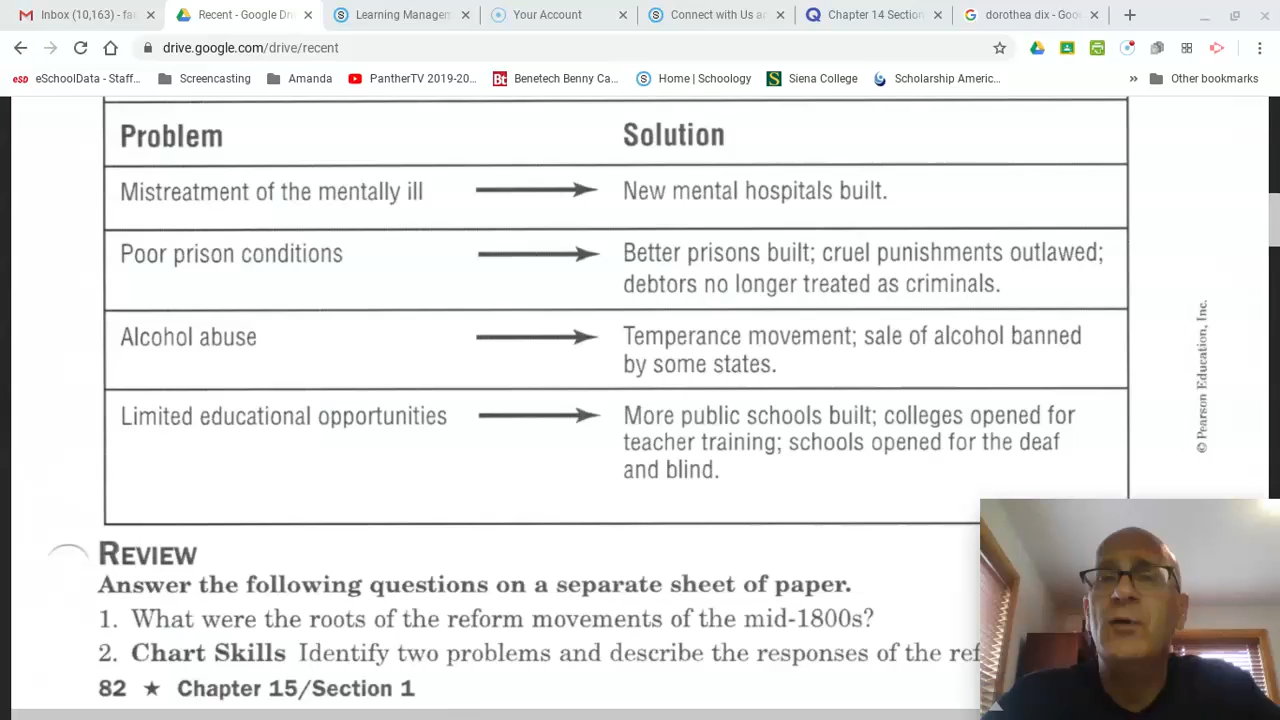 Inbox (10,163) - fai
Recent - Google Dri
Learning Managem
Your Account
Connect with Us an
Chapter 14 Section
dorothea dix - Goo
drive.google.com/drive/recent
eSchoolData - Staff...
Screencasting
Amanda
PantherTV 2019-20...
Benetech Benny Ca...
Home | Schoology
Siena College
Scholarship Americ...
Other bookmarks
Problem
Solution
Mistreatment of the mentally ill
New mental hospitals built.
Poor prison conditions
Better prisons built; cruel punishments outlawed;
debtors no longer treated as criminals.
Alcohol abuse
Temperance movement; sale of alcohol banned
by some states.
Limited educational opportunities
More public schools built; colleges opened for
teacher training; schools opened for the deaf
and blind.
© Pearson Education, Inc.
REVIEW
Answer the following questions on a separate sheet of paper.
1. What were the roots of the reform movements of the mid-1800s?
2. Chart Skills Identify two problems and describe the responses of the ref
82 ★ Chapter 15/Section 1